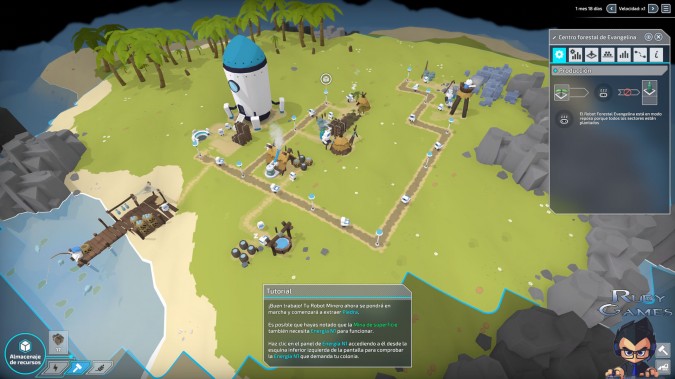 1 mes 18 días
Velocidad: x1
Centro forestal de Evangelina
Producción
El Robot Forestal Evangelina está en modo
reposo porque todos los sectores están
plantados.
Tutorial
¡Buen trabajo! Tu Robot Minero ahora se pondrá en
marcha y comenzará a extraer Piedra.
Es posible que hayas notado que la Mina de superficie
también necesita Energía N1 para funcionar.
Haz clic en el panel de Energía N1 accediendo a él desde la
esquina inferior izquierda de la pantalla para comprobar
la Energía N1 que demanda tu colonia.
Almacenaje
de recursos
Ruby
Games